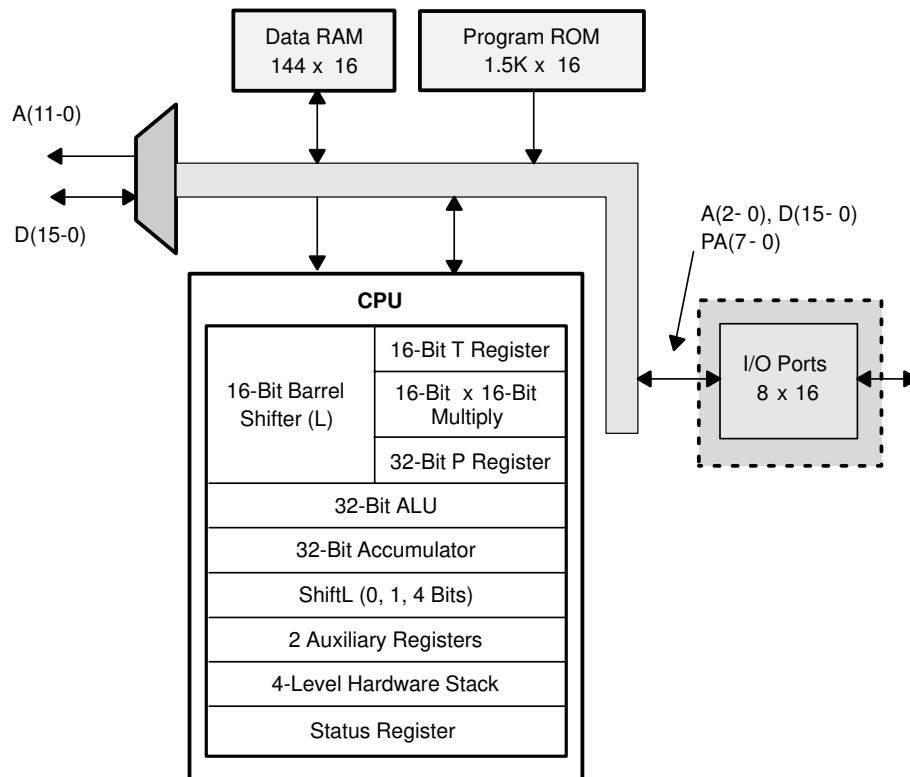 Data RAM
144 x 16
Program ROM
1.5K x 16
A(11-0)
D(15-0)
A(2- 0), D(15- 0)
PA(7- 0)
CPU
16-Bit Barrel
Shifter (L)
16-Bit T Register
16-Bit x 16-Bit
Multiply
32-Bit P Register
32-Bit ALU
32-Bit Accumulator
ShiftL (0, 1, 4 Bits)
2 Auxiliary Registers
4-Level Hardware Stack
Status Register
I/O Ports
8 x 16